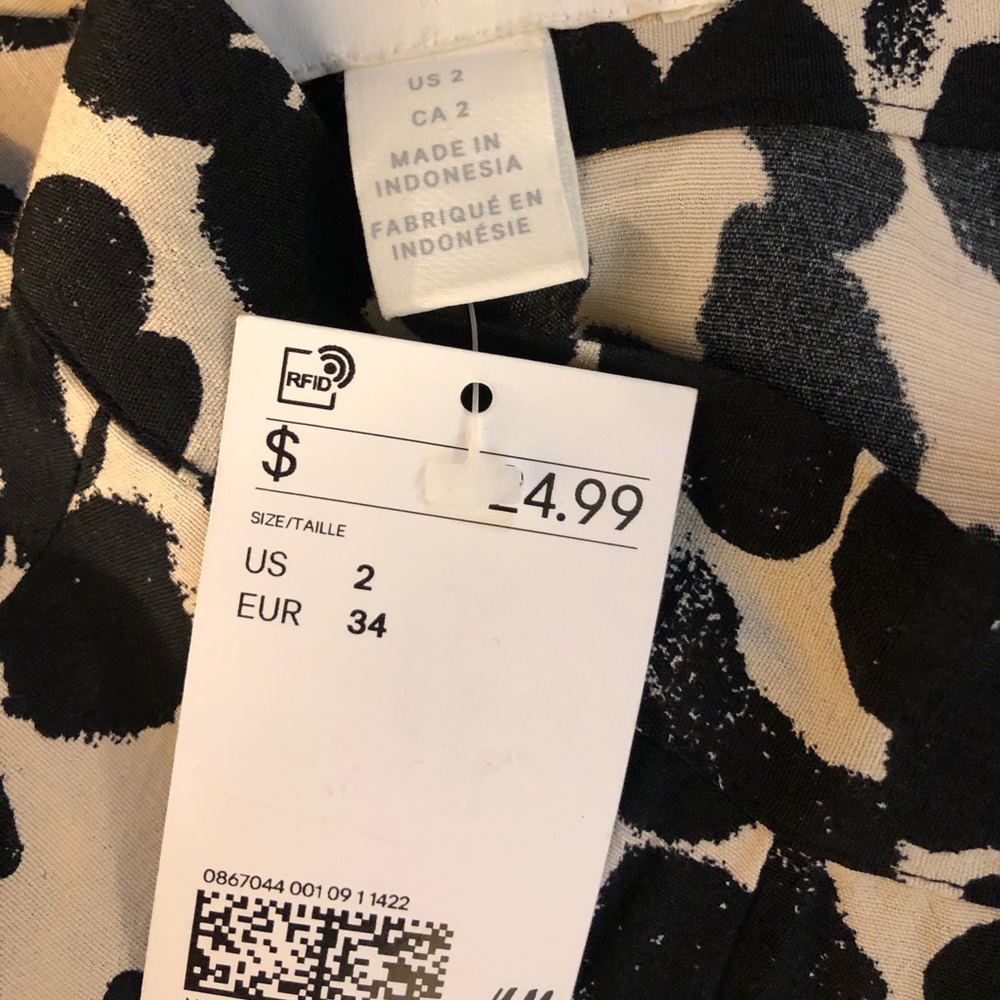 US 2
CA 2
MADE IN
INDONESIA
FABRIQUÉ EN
INDONÉSIE
RFID
$ 24.99
SIZE/TAILLE
US 2
EUR 34
0867044 001 09 1 1422